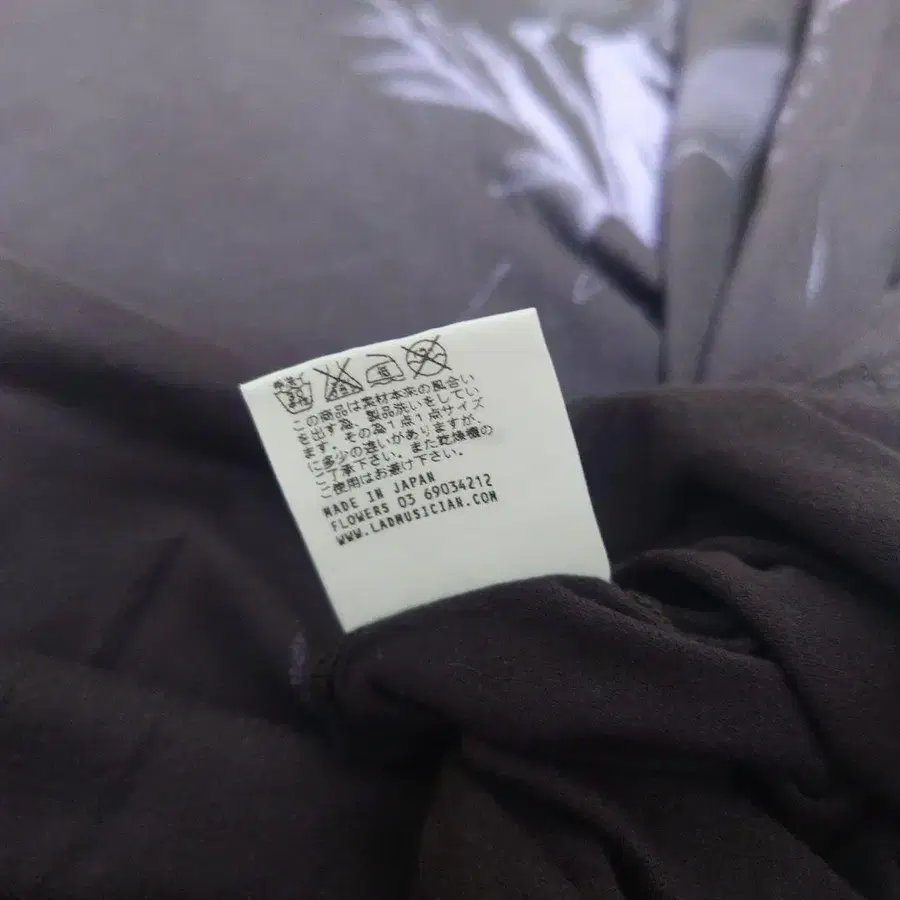 この商品は素材本来の風合い
を出す為、製品洗いをしてい
ます。その為1点1点サイズ
に多少の違いがありますが、
ご了承下さい。また乾燥機の
ご使用はお避け下さい。
MADE IN JAPAN
FLOWERS 03 69034212
WWW.LADMUSICIAN.COM